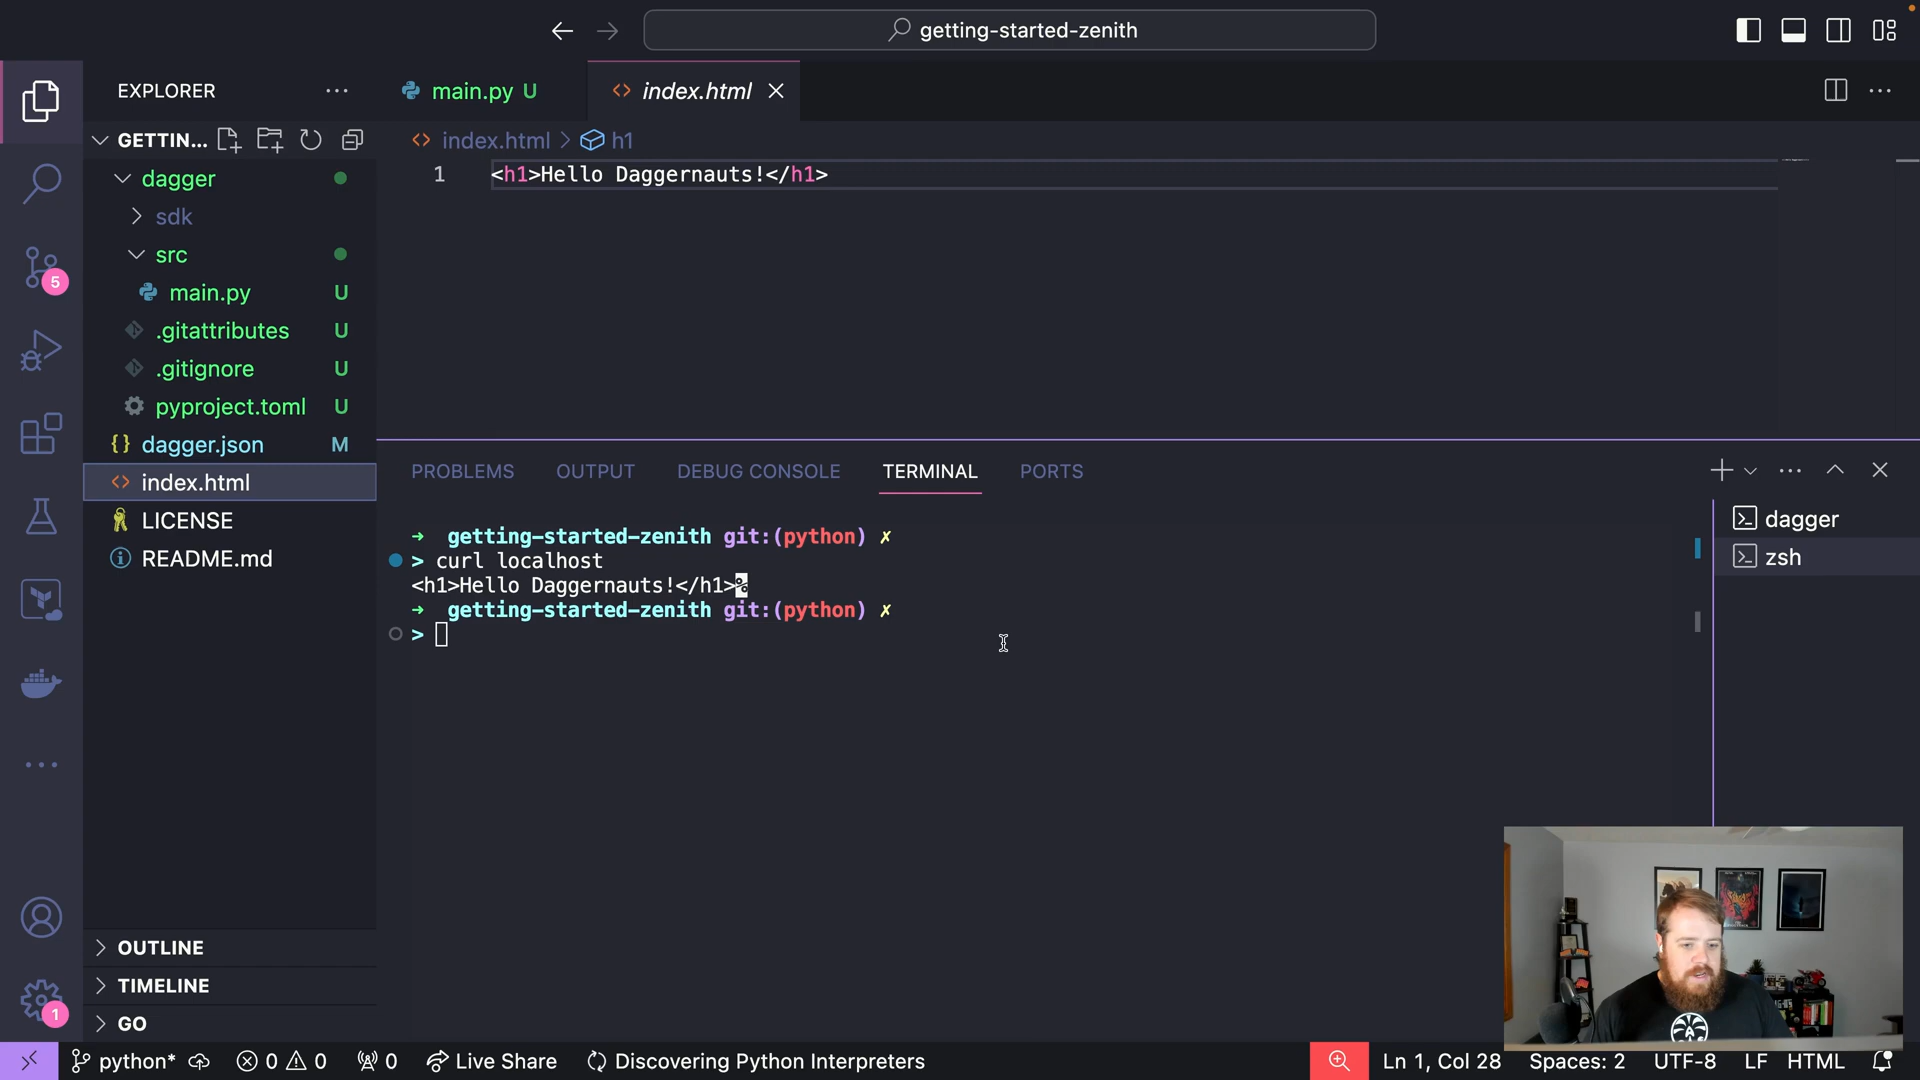 getting-started-zenith
EXPLORER
main.py U
index.html
GETTIN...
index.html > h1
dagger
1 <h1>Hello Daggernauts!</h1>
sdk
src
main.py U
.gitattributes U
.gitignore U
pyproject.toml U
{} dagger.json M
index.html
LICENSE
README.md
PROBLEMS OUTPUT DEBUG CONSOLE TERMINAL PORTS
dagger
zsh
➜ getting-started-zenith git:(python) ✗
> curl localhost
<h1>Hello Daggernauts!</h1>%
➜ getting-started-zenith git:(python) ✗
>
5
OUTLINE
TIMELINE
GO
1
python* 0 0 0 Live Share Discovering Python Interpreters Ln 1, Col 28 Spaces: 2 UTF-8 LF HTML